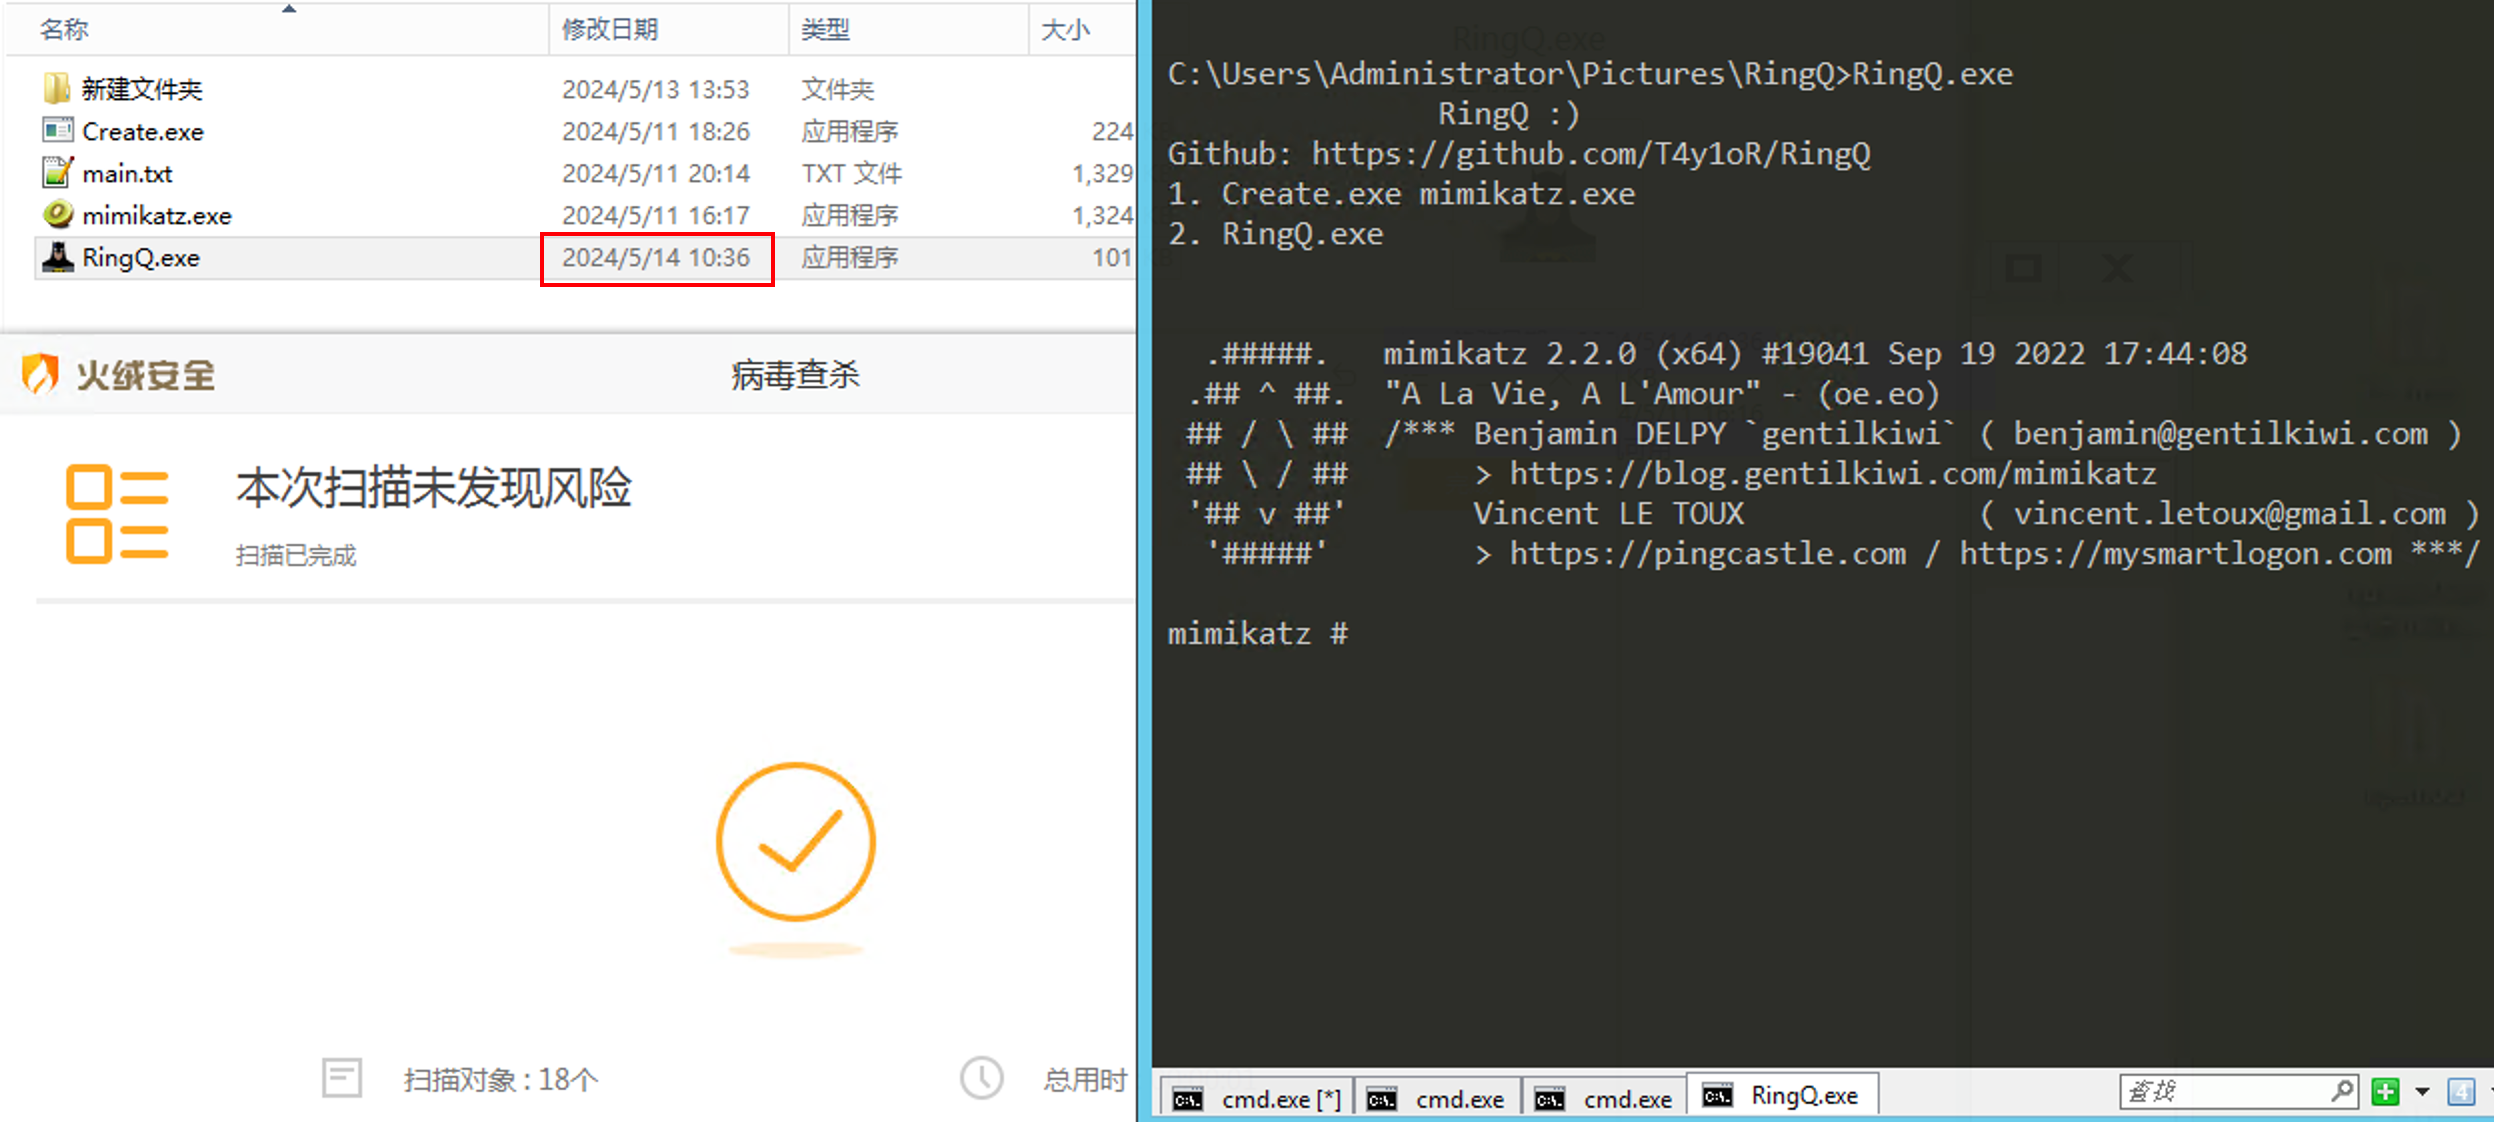 名称 修改日期 类型 大小
新建文件夹 2024/5/13 13:53 文件夹
Create.exe 2024/5/11 18:26 应用程序 224
main.txt 2024/5/11 20:14 TXT 文件 1,329
mimikatz.exe 2024/5/11 16:17 应用程序 1,324
RingQ.exe 2024/5/14 10:36 应用程序 101
火绒安全 病毒查杀
本次扫描未发现风险
扫描已完成
扫描对象 : 18个 总用时
RingQ.exe
C:\Users\Administrator\Pictures\RingQ>RingQ.exe
RingQ :)
Github: https://github.com/T4y1oR/RingQ
1. Create.exe mimikatz.exe
2. RingQ.exe
.#####. mimikatz 2.2.0 (x64) #19041 Sep 19 2022 17:44:08
.## ^ ##. "A La Vie, A L'Amour" - (oe.eo)
## / \ ## /*** Benjamin DELPY `gentilkiwi` ( benjamin@gentilkiwi.com )
## \ / ## > https://blog.gentilkiwi.com/mimikatz
'## v ##' Vincent LE TOUX ( vincent.letoux@gmail.com )
'#####' > https://pingcastle.com / https://mysmartlogon.com ***/
mimikatz #
cmd.exe [*] cmd.exe cmd.exe RingQ.exe 查找 4